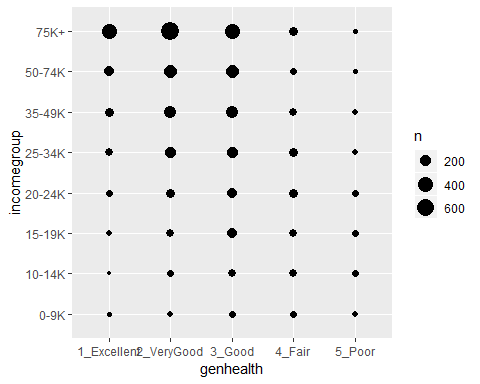 incomegroup
75K+
50-74K
35-49K
25-34K
20-24K
15-19K
10-14K
0-9K
1_Excellent 2_VeryGood 3_Good 4_Fair 5_Poor
genhealth
n
200
400
600